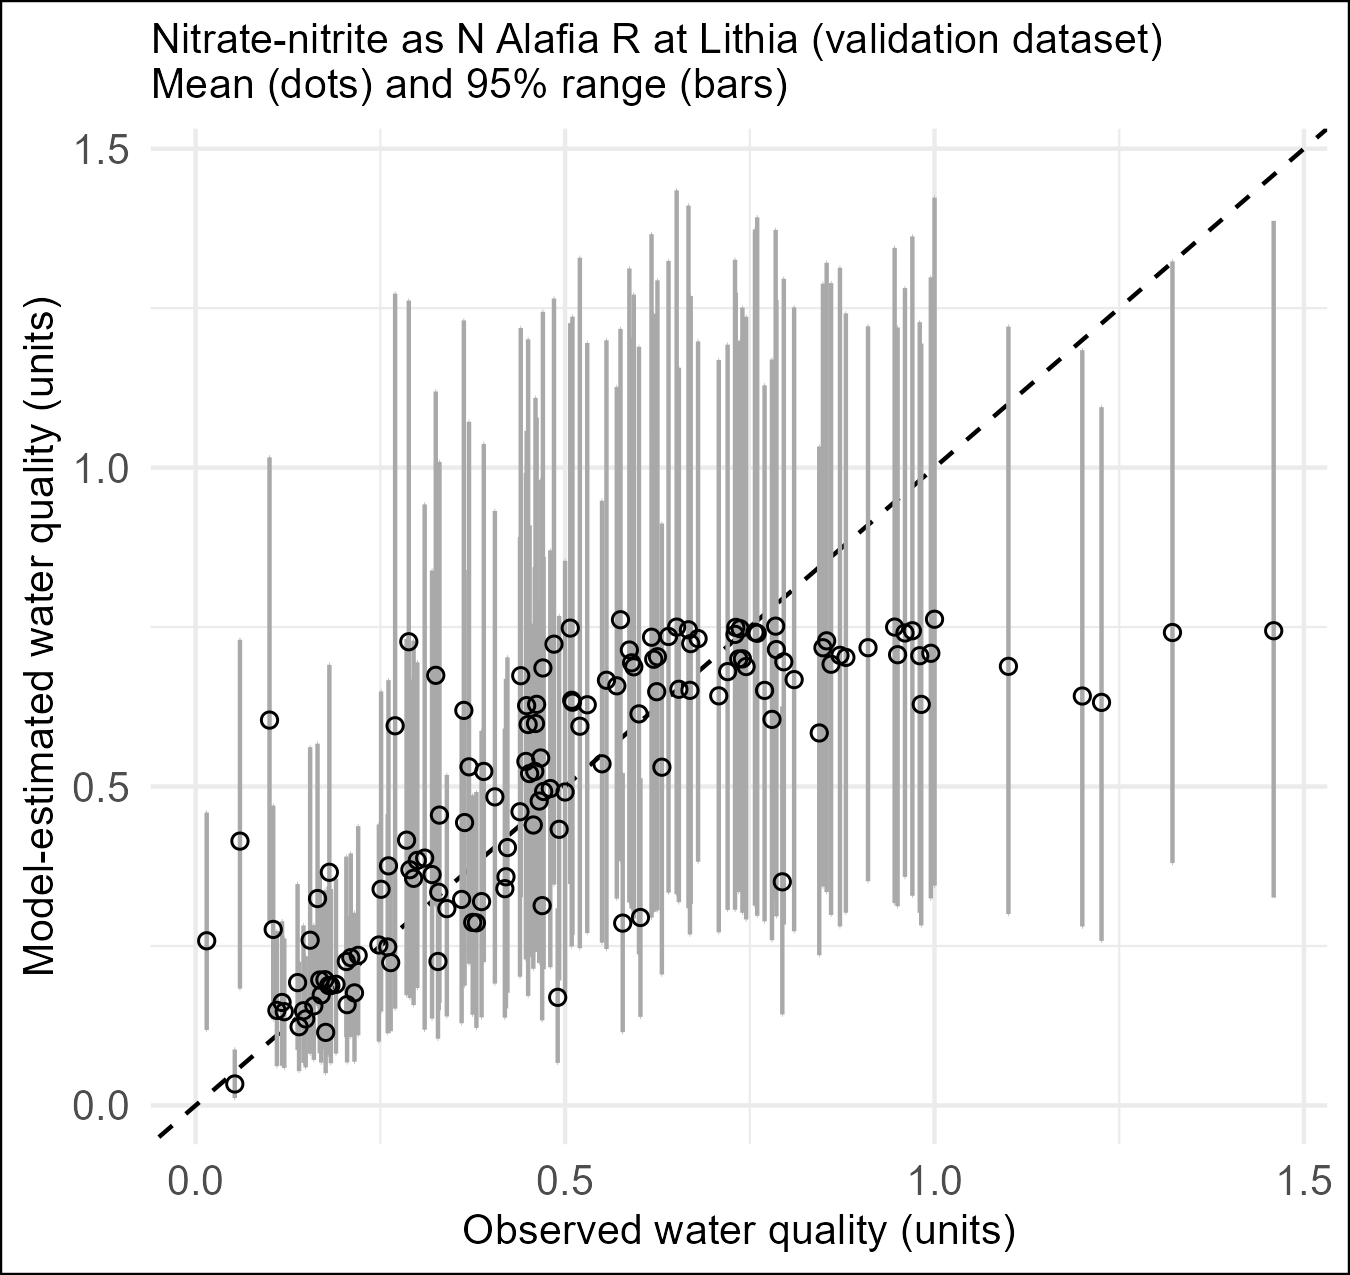 Nitrate-nitrite as N Alafia R at Lithia (validation dataset)
Mean (dots) and 95% range (bars)
Model-estimated water quality (units)
1.5
1.0
0.5
0.0
0.0 0.5 1.0 1.5
Observed water quality (units)